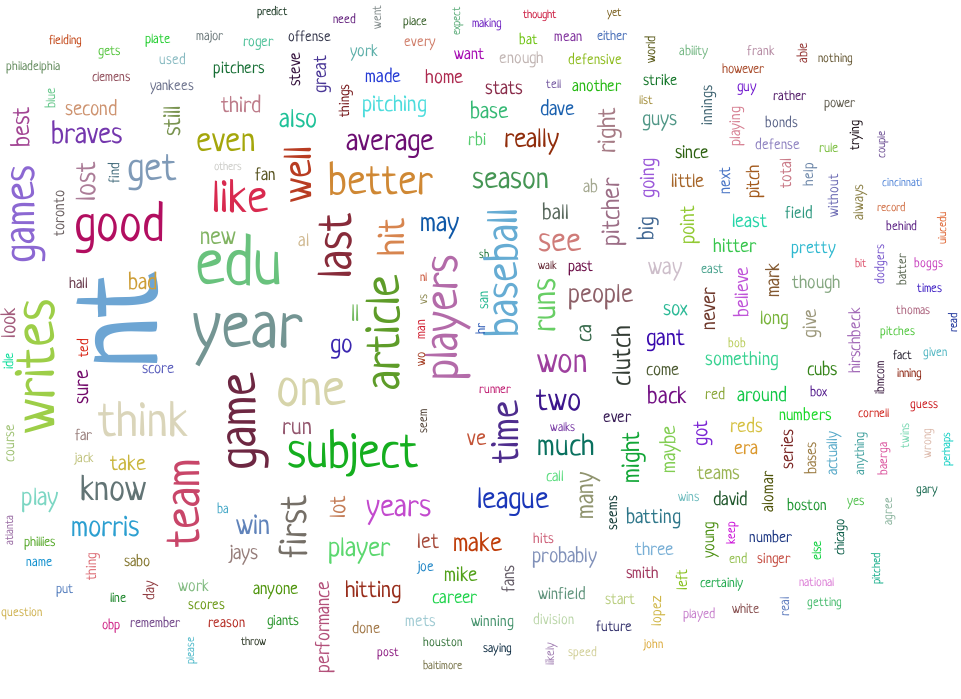 predict
need
went
place
expect
making
thought
yet
fielding
gets
plate
major
roger
offense
york
every
want
bat
mean
either
world
ability
frank
able
nothing
philadelphia
clemens
used
pitchers
steve
great
made
home
enough
defensive
another
strike
however
guy
rather
power
blue
yankees
things
pitching
stats
base
dave
tell
list
innings
best
second
still
third
also
rbi
right
guys
playing
bonds
trying
couple
braves
even
average
really
since
defense
rule
games
lost
find
get
others
fan
well
better
season
ab
going
little
next
pitch
total
help
without
always
cincinnati
toronto
good
like
last
hit
may
baseball
ball
pitcher
big
point
least
field
record
behind
uiucedu
new
al
see
hitter
pretty
hall
bad
edu
players
nl
sh
walk
past
way
east
believe
mark
though
bit
dodgers
batter
boggs
look
writes
nt
year
=
article
vs
san
runs
people
sox
never
long
give
times
thomas
read
idle
ted
sure
score
go
wo
man
hr
ca
clutch
gant
bob
something
hirschbeck
pitches
fact
given
think
game
one
runner
won
come
cubs
ibmcom
inning
course
far
run
seem
time
two
ever
back
red
around
box
cornell
guess
jack
take
subject
ve
walks
much
might
maybe
got
reds
era
numbers
series
bases
actually
anything
baerga
twins
wrong
perhaps
play
know
team
call
many
teams
alomar
gary
atlanta
morris
ba
win
first
lot
years
league
seems
batting
wins
david
boston
yes
agree
phillies
name
thing
sabo
jays
player
let
make
hits
probably
three
young
keep
number
else
chicago
put
day
work
anyone
joe
mike
fans
smith
left
end
singer
pitched
question
line
scores
performance
hitting
career
winfield
start
certainly
national
obp
remember
reason
giants
done
mets
winning
division
future
lopez
played
white
real
getting
please
throw
post
houston
saying
likely
speed
john
baltimore